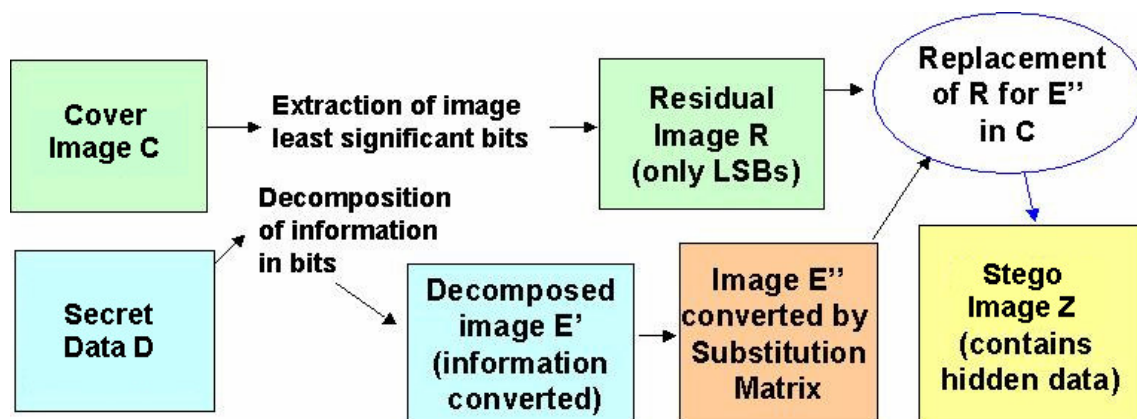 Cover
Image C
Extraction of image
least significant bits
Residual
Image R
(only LSBs)
Replacement
of R for E''
in C
Secret
Data D
Decomposition
of information
in bits
Decomposed
image E'
(information
converted)
Image E''
converted by
Substitution
Matrix
Stego
Image Z
(contains
hidden data)